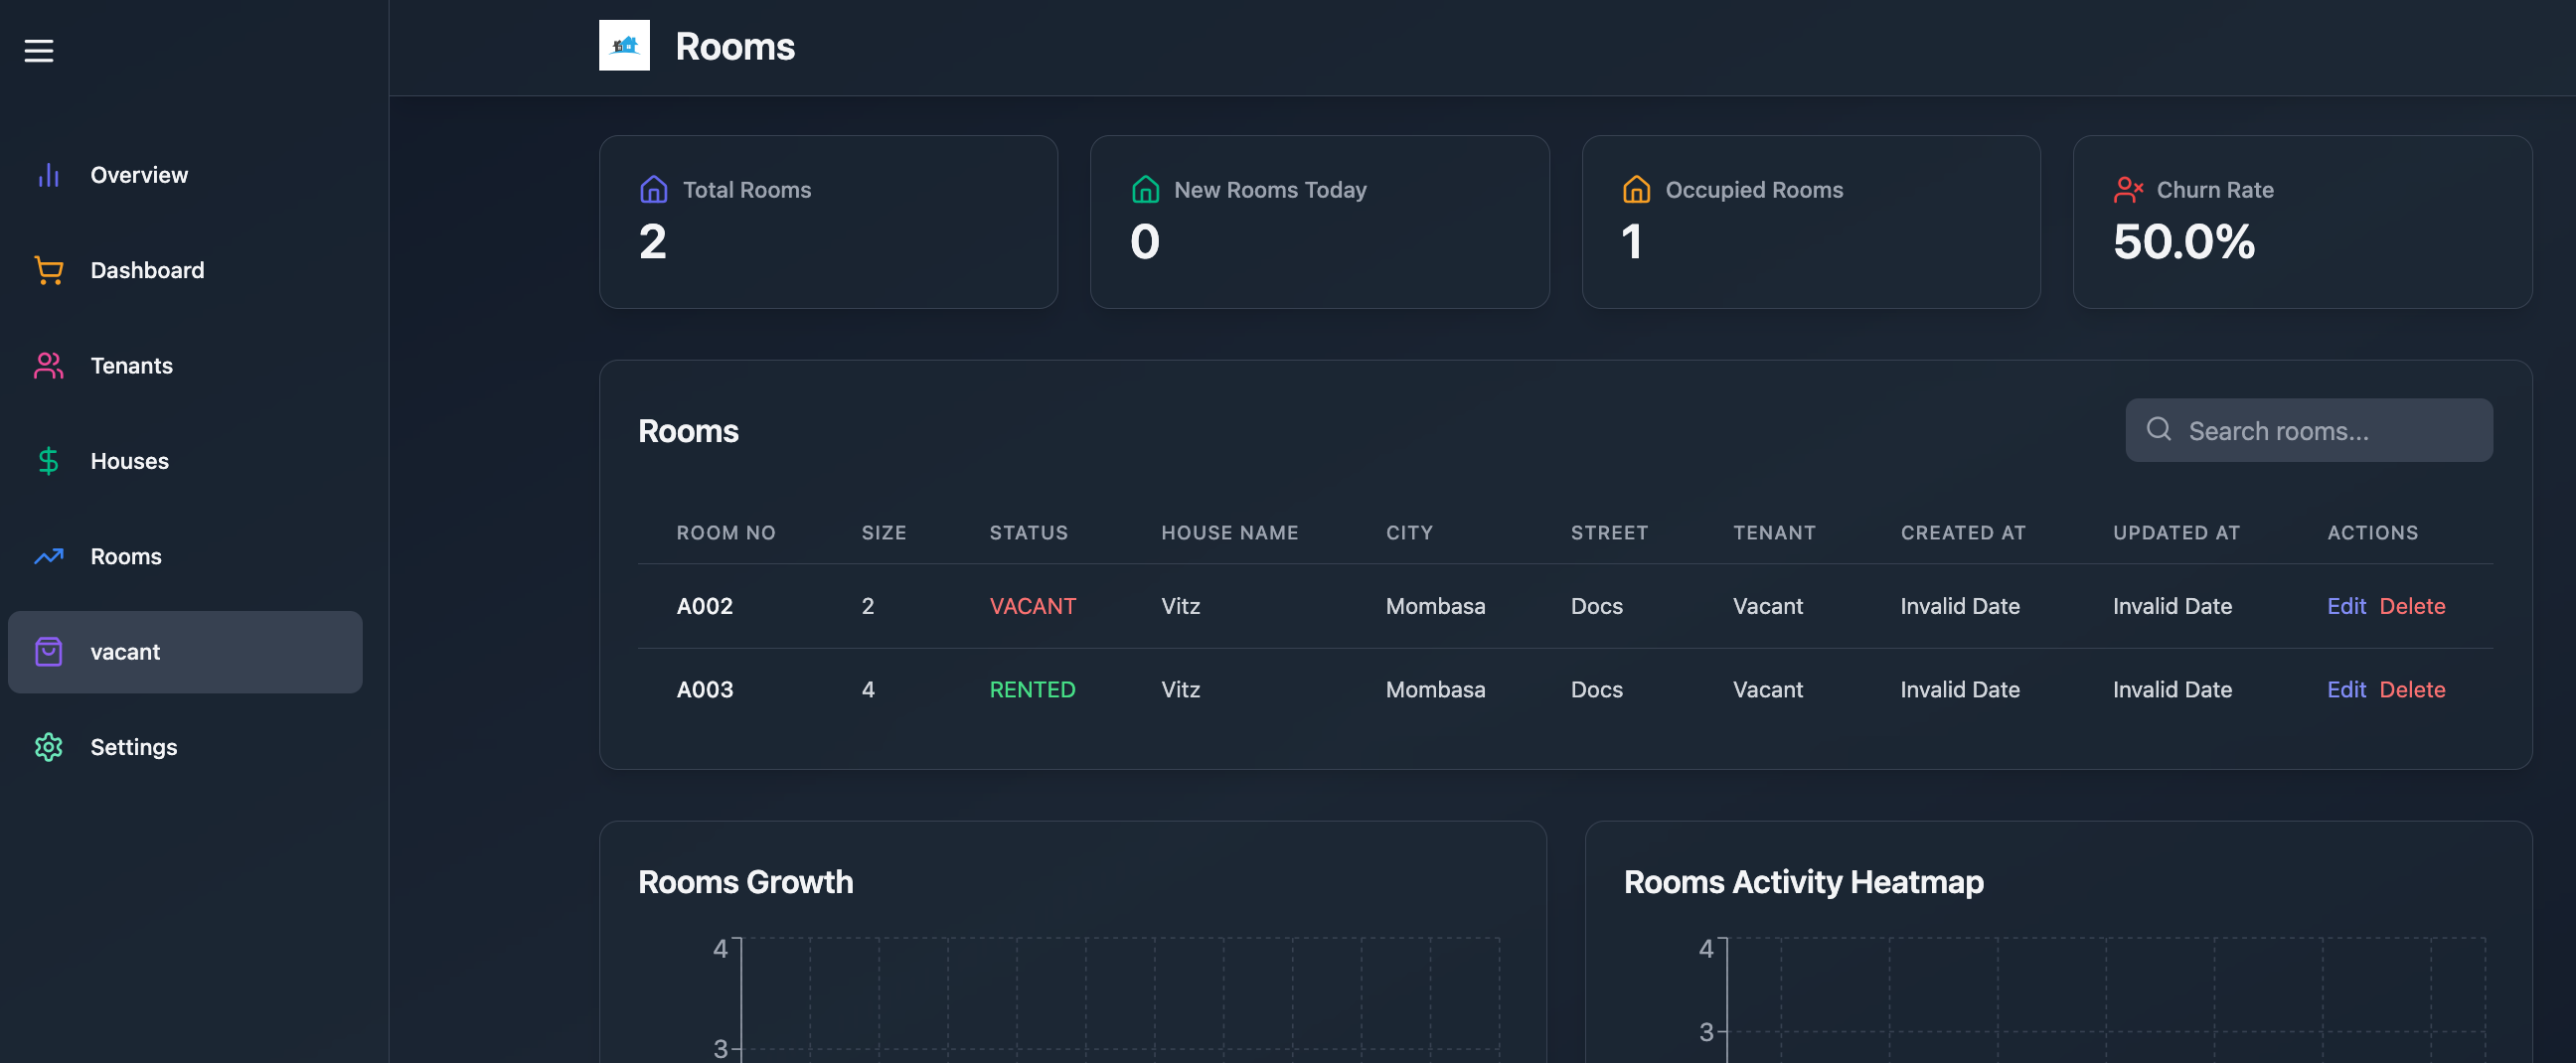 Rooms
Overview
Dashboard
Tenants
Houses
Rooms
vacant
Settings
Total Rooms
2
New Rooms Today
0
Occupied Rooms
1
Churn Rate
50.0%
Rooms
Search rooms...
ROOM NO SIZE STATUS HOUSE NAME CITY STREET TENANT CREATED AT UPDATED AT ACTIONS
A002 2 VACANT Vitz Mombasa Docs Vacant Invalid Date Invalid Date Edit Delete
A003 4 RENTED Vitz Mombasa Docs Vacant Invalid Date Invalid Date Edit Delete
Rooms Growth
4
3
Rooms Activity Heatmap
4
3